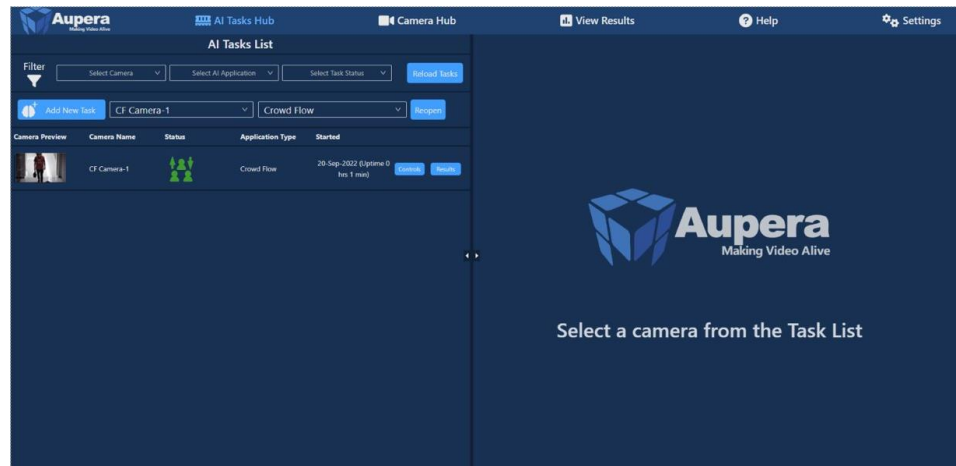 Aupera
Making Video Alive
AI Tasks Hub
Camera Hub
View Results
Help
Settings
AI Tasks List
Filter
Select Camera
Select AI Application
Select Task Status
Reload Tasks
Add New Task
CF Camera-1
Crowd Flow
Reopen
Camera Preview
Camera Name
Status
Application Type
Started
CF Camera-1
Crowd Flow
20-Sep-2022 (Uptime 0
hrs 1 min)
Controls
Results
Aupera
Making Video Alive
Select a camera from the Task List